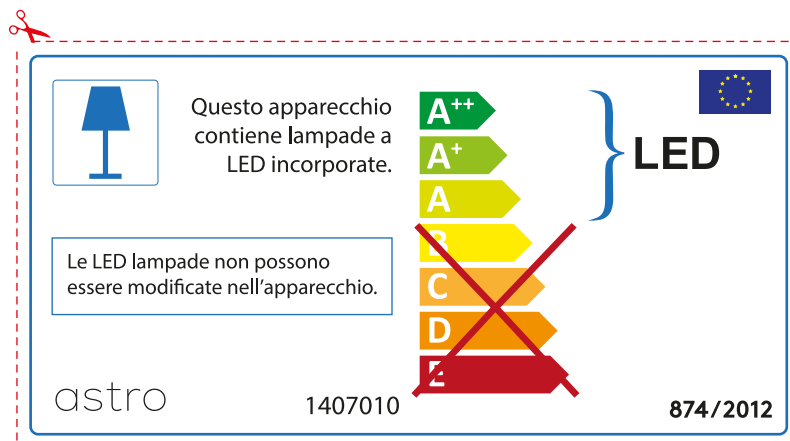 Questo apparecchio
contiene lampade a
LED incorporate.
A++
A+
A
B
C
D
E
LED
Le LED lampade non possono
essere modificate nell'apparecchio.
astro
1407010
874/2012